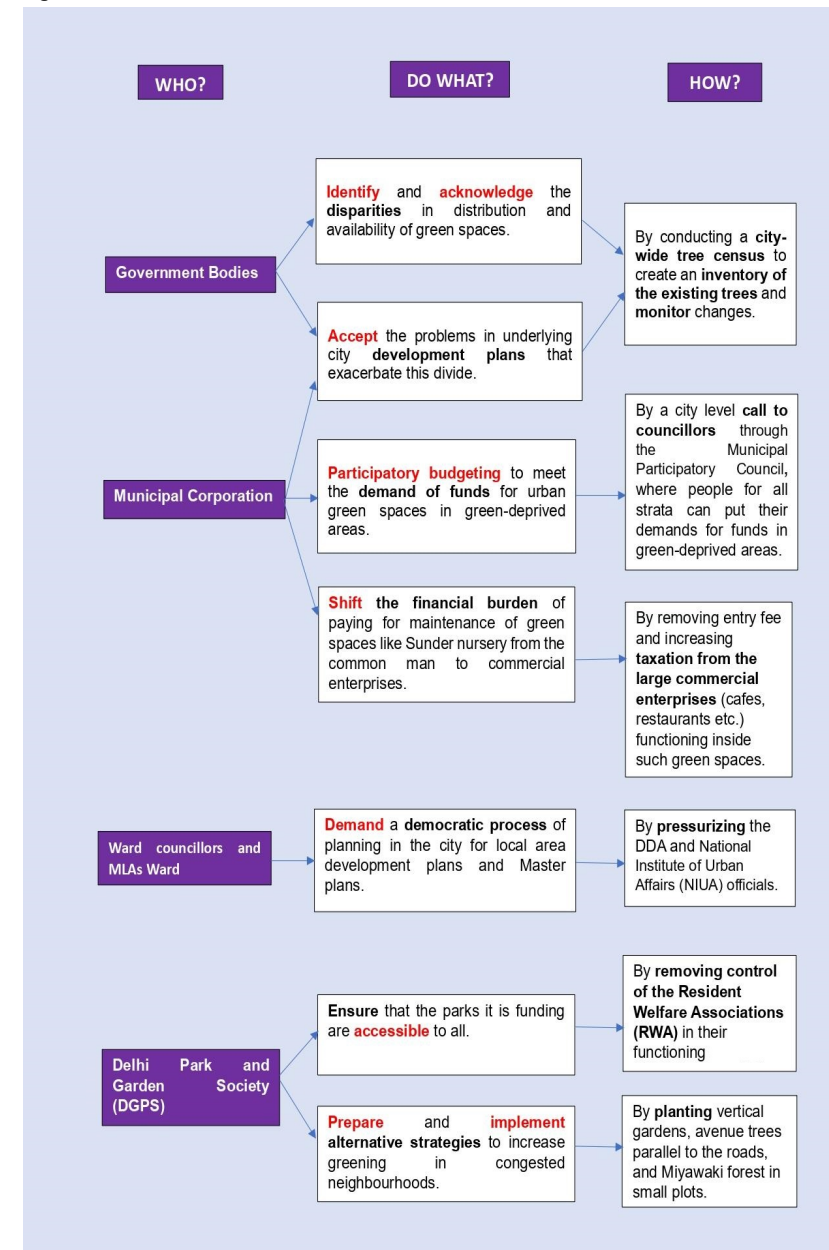 WHO?
DO WHAT?
HOW?
Identify and acknowledge the
disparities in distribution and
availability of green spaces.
By conducting a city-
wide tree census to
create an inventory of
the existing trees and
monitor changes.
Government Bodies
Accept the problems in underlying
city development plans that
exacerbate this divide.
By a city level call to
councillors through
the Municipal
Participatory Council,
where people for all
strata can put their
demands for funds in
green-deprived areas.
Municipal Corporation
Participatory budgeting to meet
the demand of funds for urban
green spaces in green-deprived
areas.
Shift the financial burden of
paying for maintenance of green
spaces like Sunder nursery from the
common man to commercial
enterprises.
By removing entry fee
and increasing
taxation from the
large commercial
enterprises (cafes,
restaurants etc.)
functioning inside
such green spaces.
Ward councillors and
MLAs Ward
Demand a democratic process of
planning in the city for local area
development plans and Master
plans.
By pressurizing the
DDA and National
Institute of Urban
Affairs (NIUA) officials.
Delhi Park and
Garden Society
(DGPS)
Ensure that the parks it is funding
are accessible to all.
By removing control
of the Resident
Welfare Associations
(RWA) in their
functioning
Prepare and implement
alternative strategies to increase
greening in congested
neighbourhoods.
By planting vertical
gardens, avenue trees
parallel to the roads,
and Miyawaki forest in
small plots.